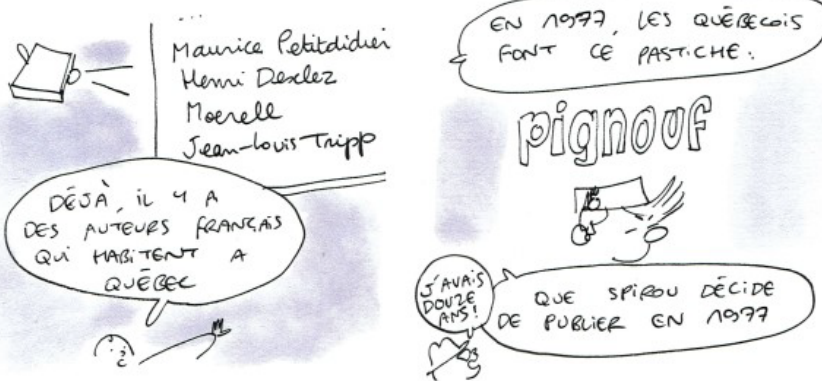 ...
Maurice Petitdidier
Henri Desclez
Moerell
Jean-Louis Tripp
DÉJÀ, IL Y A
DES AUTEURS FRANÇAIS
QUI HABITENT A
QUÉBEC
EN 1977, LES QUÉBECOIS
FONT CE PASTICHE :
pignouf
J'AVAIS
DOUZE
ANS !
QUE SPIROU DÉCIDE
DE PUBLIER EN 1977